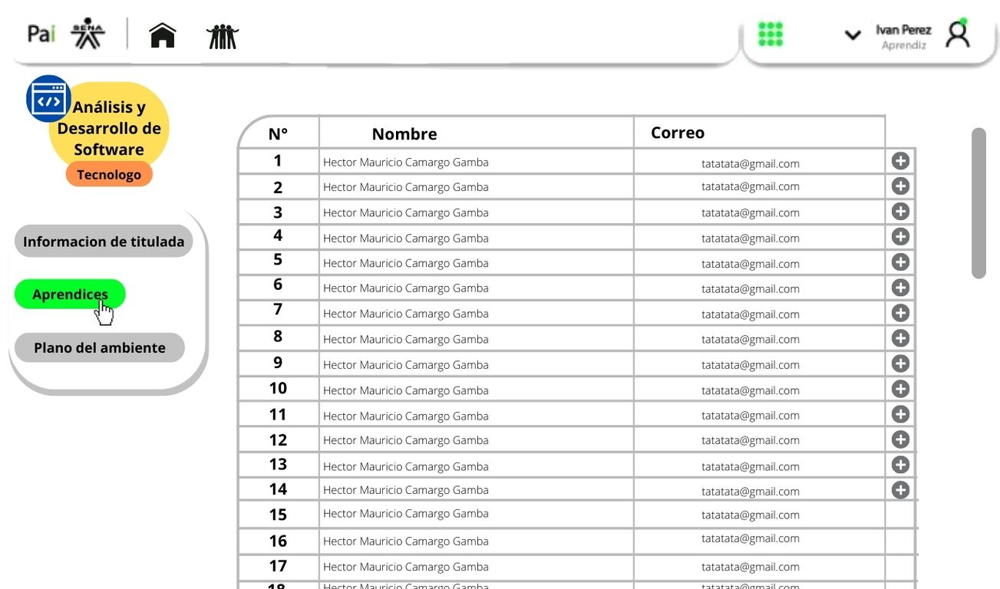 Pai SENA
Ivan Perez
Aprendiz
</>
Análisis y
Desarrollo de
Software
Tecnologo
Informacion de titulada
Aprendices
Plano del ambiente
N° Nombre Correo
1 Hector Mauricio Camargo Gamba tatatata@gmail.com
2 Hector Mauricio Camargo Gamba tatatata@gmail.com
3 Hector Mauricio Camargo Gamba tatatata@gmail.com
4 Hector Mauricio Camargo Gamba tatatata@gmail.com
5 Hector Mauricio Camargo Gamba tatatata@gmail.com
6 Hector Mauricio Camargo Gamba tatatata@gmail.com
7 Hector Mauricio Camargo Gamba tatatata@gmail.com
8 Hector Mauricio Camargo Gamba tatatata@gmail.com
9 Hector Mauricio Camargo Gamba tatatata@gmail.com
10 Hector Mauricio Camargo Gamba tatatata@gmail.com
11 Hector Mauricio Camargo Gamba tatatata@gmail.com
12 Hector Mauricio Camargo Gamba tatatata@gmail.com
13 Hector Mauricio Camargo Gamba tatatata@gmail.com
14 Hector Mauricio Camargo Gamba tatatata@gmail.com
15 Hector Mauricio Camargo Gamba tatatata@gmail.com
16 Hector Mauricio Camargo Gamba tatatata@gmail.com
17 Hector Mauricio Camargo Gamba tatatata@gmail.com
18 Hector Mauricio Camargo Gamba tatatata@gmail.com